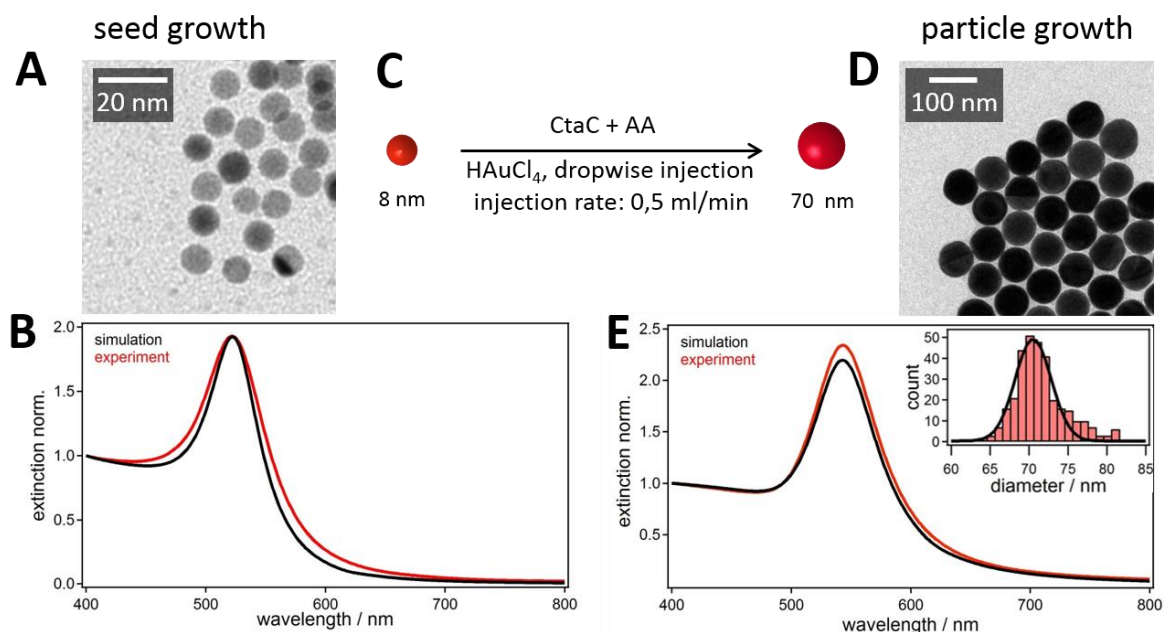 seed growth
particle growth
A
20 nm
C
CtaC + AA
HAuCl₄, dropwise injection
injection rate: 0,5 ml/min
8 nm
70 nm
D
100 nm
B
simulation
experiment
extinction norm.
2.0
1.5
1.0
0.5
0.0
400
500
600
700
800
wavelength / nm
E
simulation
experiment
extinction norm.
2.5
2.0
1.5
1.0
0.5
400
500
600
700
800
wavelength / nm
count
50
40
30
20
10
0
60
65
70
75
80
85
diameter / nm